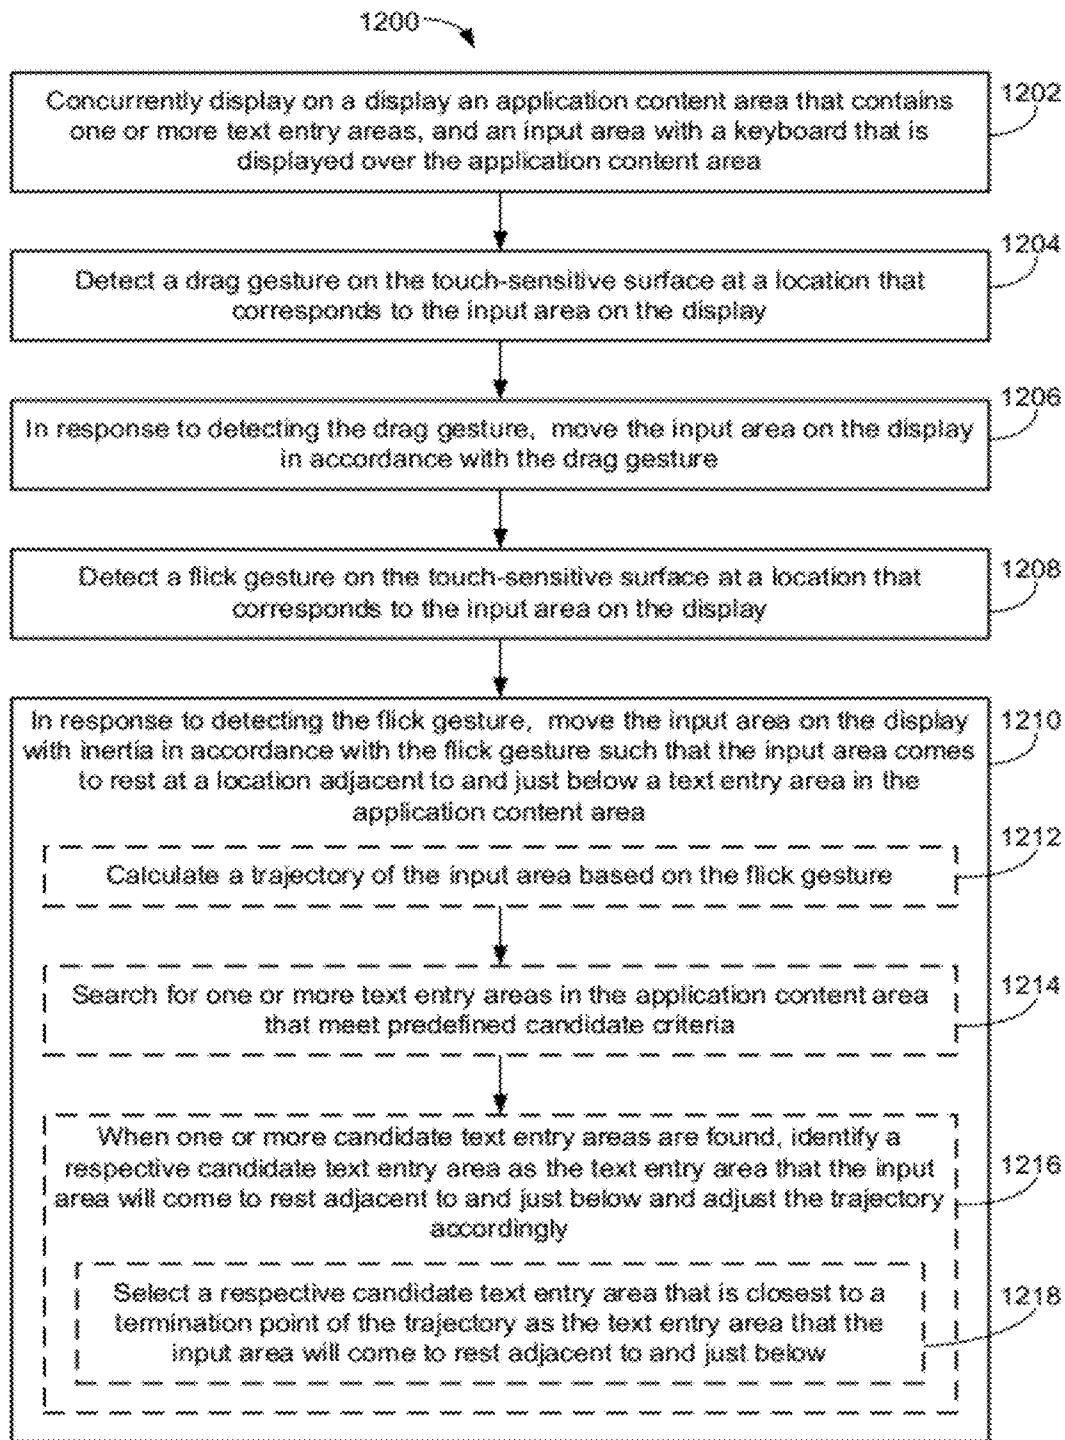 1200
Concurrently display on a display an application content area that contains
one or more text entry areas, and an input area with a keyboard that is
displayed over the application content area
1202
Detect a drag gesture on the touch-sensitive surface at a location that
corresponds to the input area on the display
1204
In response to detecting the drag gesture, move the input area on the display
in accordance with the drag gesture
1206
Detect a flick gesture on the touch-sensitive surface at a location that
corresponds to the input area on the display
1208
In response to detecting the flick gesture, move the input area on the display
with inertia in accordance with the flick gesture such that the input area comes
to rest at a location adjacent to and just below a text entry area in the
application content area
1210
Calculate a trajectory of the input area based on the flick gesture
1212
Search for one or more text entry areas in the application content area
that meet predefined candidate criteria
1214
When one or more candidate text entry areas are found, identify a
respective candidate text entry area as the text entry area that the input
area will come to rest adjacent to and just below and adjust the trajectory
accordingly
1216
Select a respective candidate text entry area that is closest to a
termination point of the trajectory as the text entry area that the
input area will come to rest adjacent to and just below
1218